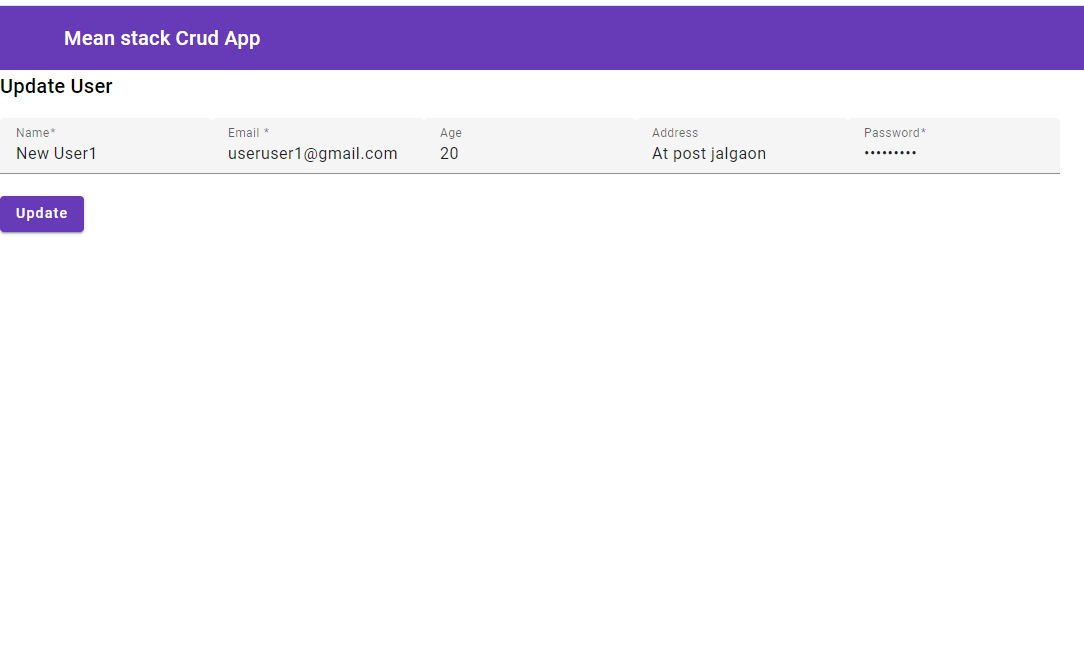 Mean stack Crud App
Update User
Name* Email * Age Address Password*
New User1 useruser1@gmail.com 20 At post jalgaon •••••••••
Update